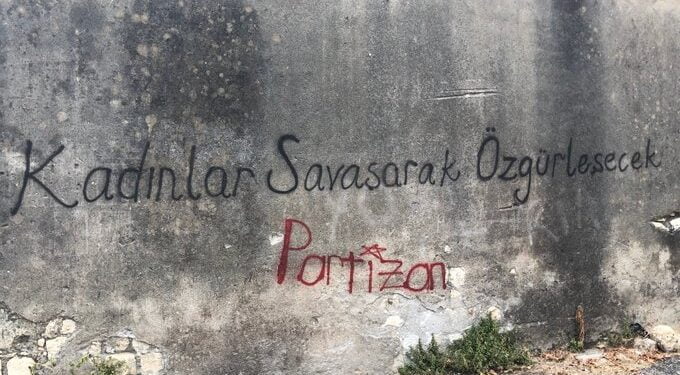 Kadınlar Savasarak Özgürlesecek
Partizan